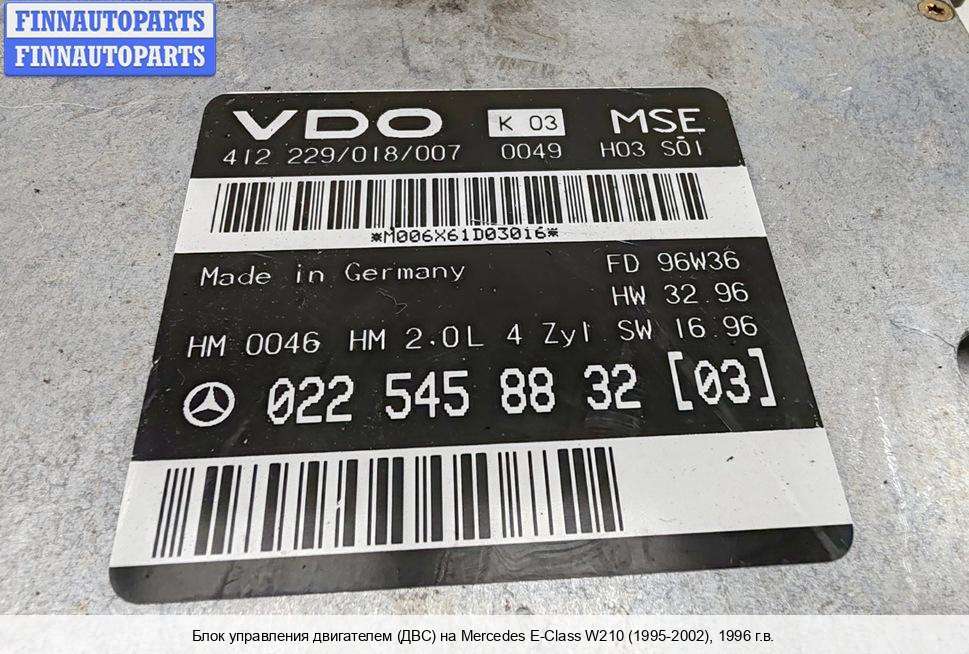 FINNAUTOPARTS
FINNAUTOPARTS
VDO K 03 MSE
412 229/018/007 0049 H03 S01
*M006X61D03016*
Made in Germany FD 96W36
HW 32 96
HM 0046 HM 2.0L 4 Zyl SW 16 96
022 545 88 32 [03]
Блок управления двигателем (ДВС) на Mercedes E-Class W210 (1995-2002), 1996 г.в.